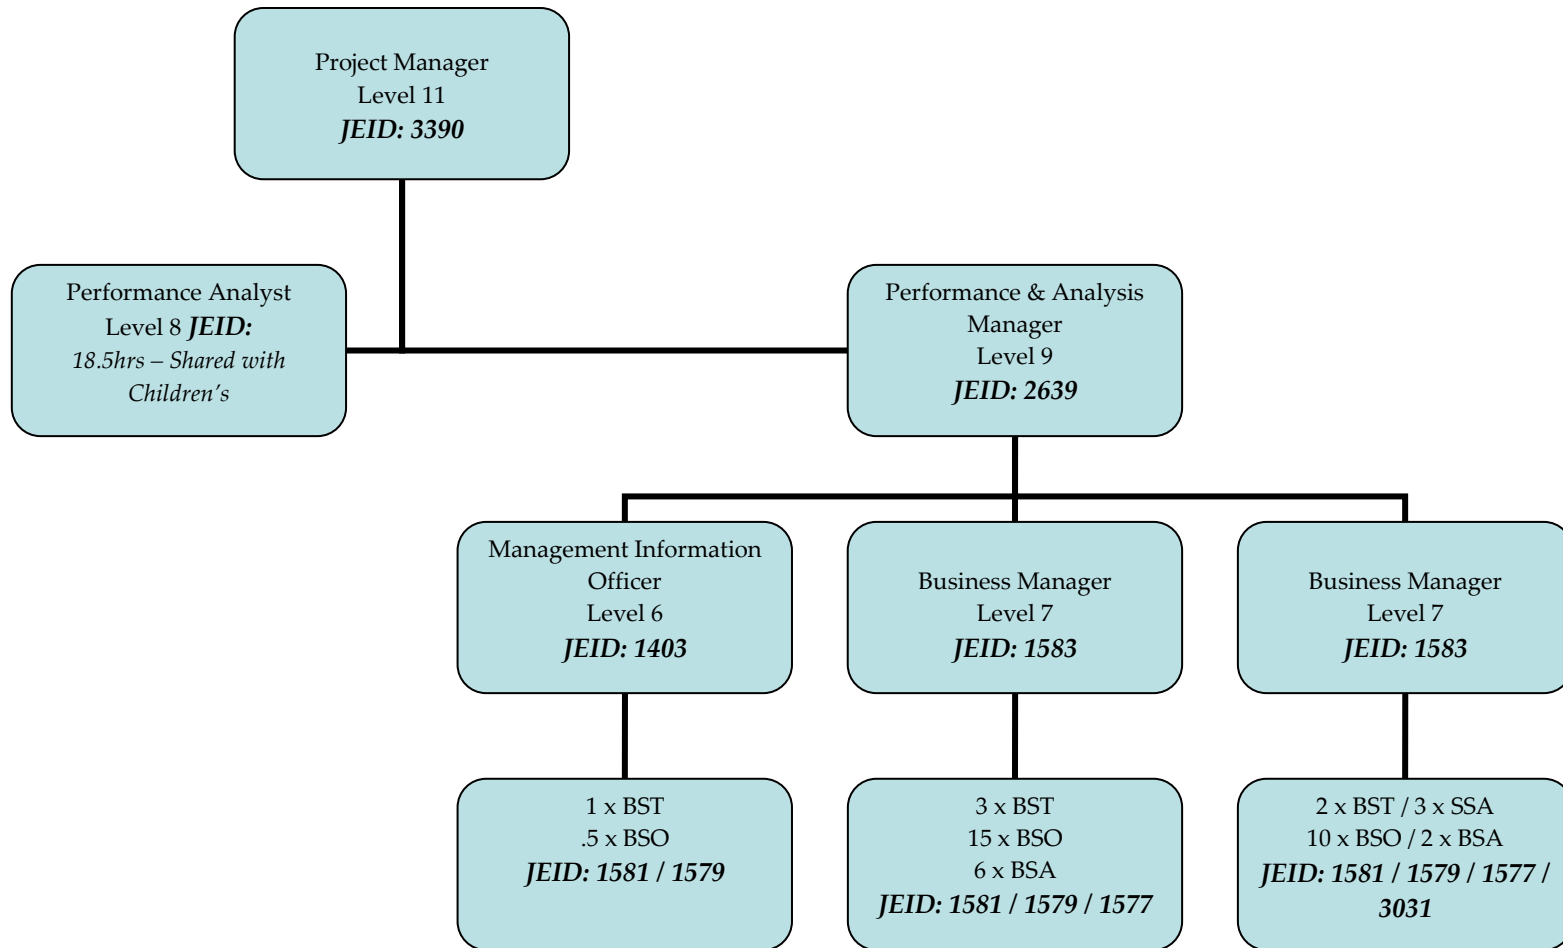 Project Manager
Level 11
JEID: 3390
Performance Analyst
Level 8 JEID:
18.5hrs – Shared with
Children’s
Performance & Analysis
Manager
Level 9
JEID: 2639
Management Information
Officer
Level 6
JEID: 1403
Business Manager
Level 7
JEID: 1583
Business Manager
Level 7
JEID: 1583
1 x BST
.5 x BSO
JEID: 1581 / 1579
3 x BST
15 x BSO
6 x BSA
JEID: 1581 / 1579 / 1577
2 x BST / 3 x SSA
10 x BSO / 2 x BSA
JEID: 1581 / 1579 / 1577 /
3031